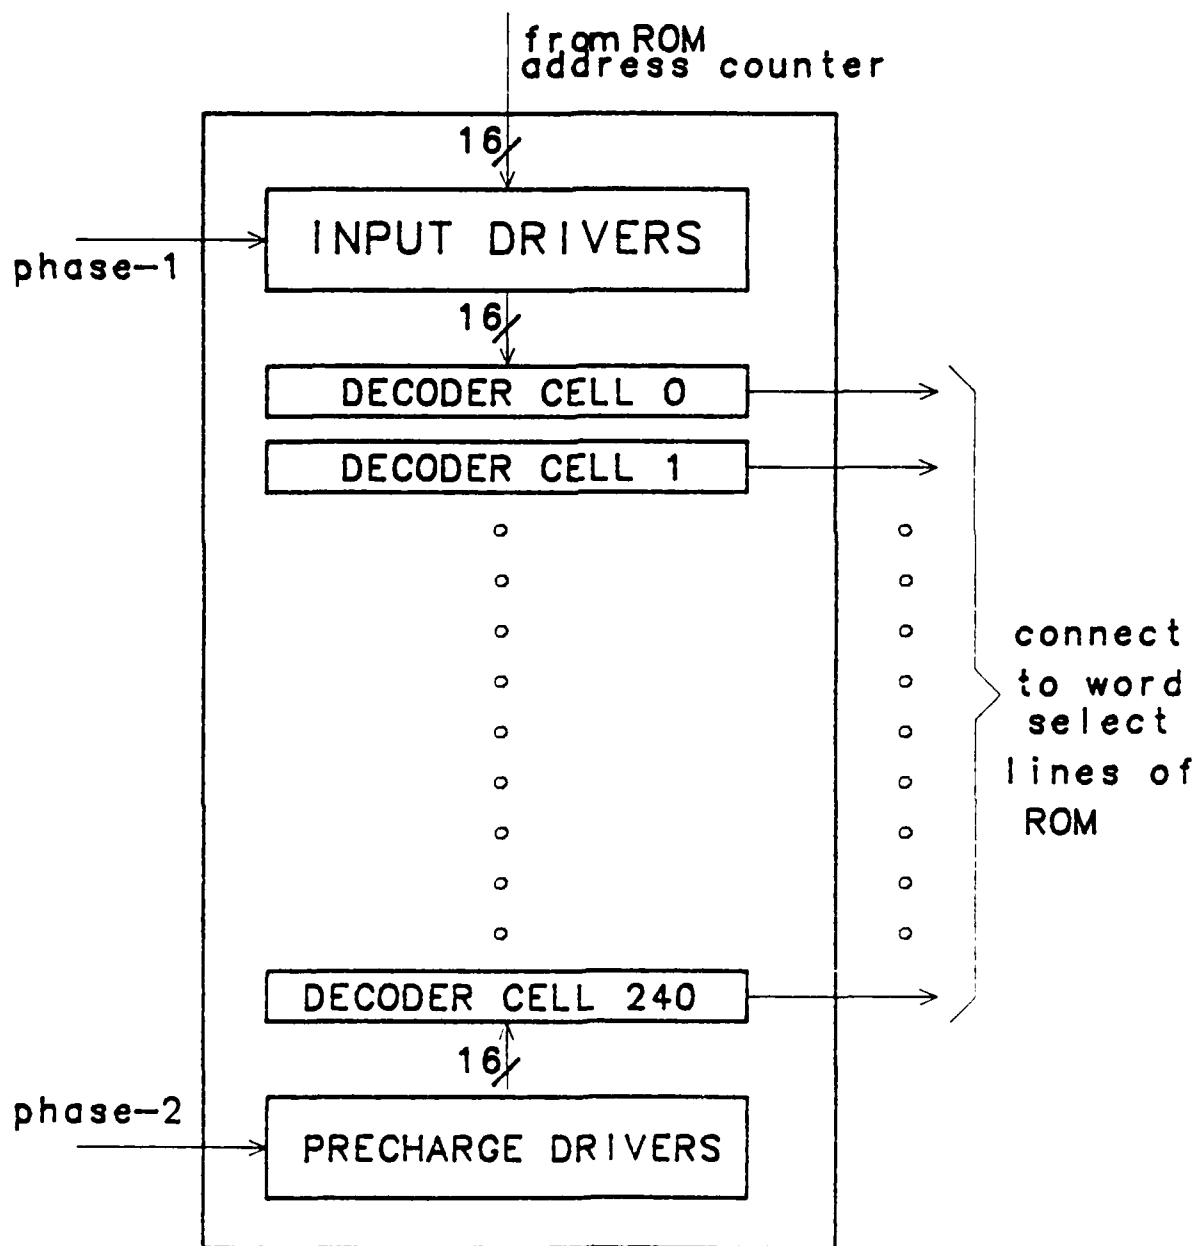 from ROM
address counter
16
INPUT DRIVERS
phase-1
16
DECODER CELL 0
DECODER CELL 1
connect
to word
select
lines of
ROM
DECODER CELL 240
16
phase-2
PRECHARGE DRIVERS